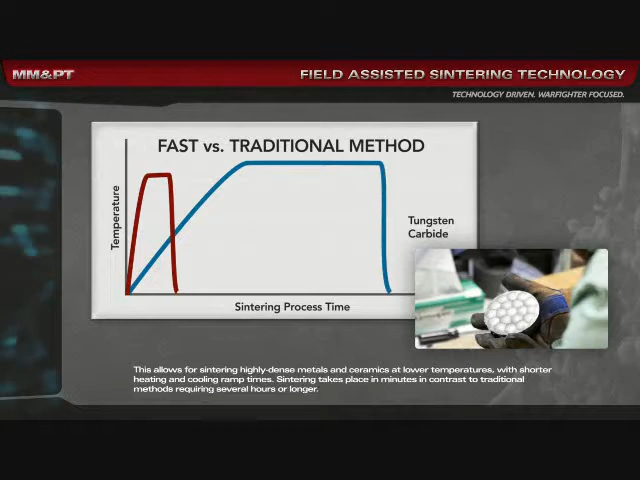 MM&PT
FIELD ASSISTED SINTERING TECHNOLOGY
TECHNOLOGY DRIVEN. WARFIGHTER FOCUSED.
FAST vs. TRADITIONAL METHOD
Temperature
Tungsten
Carbide
Sintering Process Time
This allows for sintering highly-dense metals and ceramics at lower temperatures, with shorter
heating and cooling ramp times. Sintering takes place in minutes in contrast to traditional
methods requiring several hours or longer.